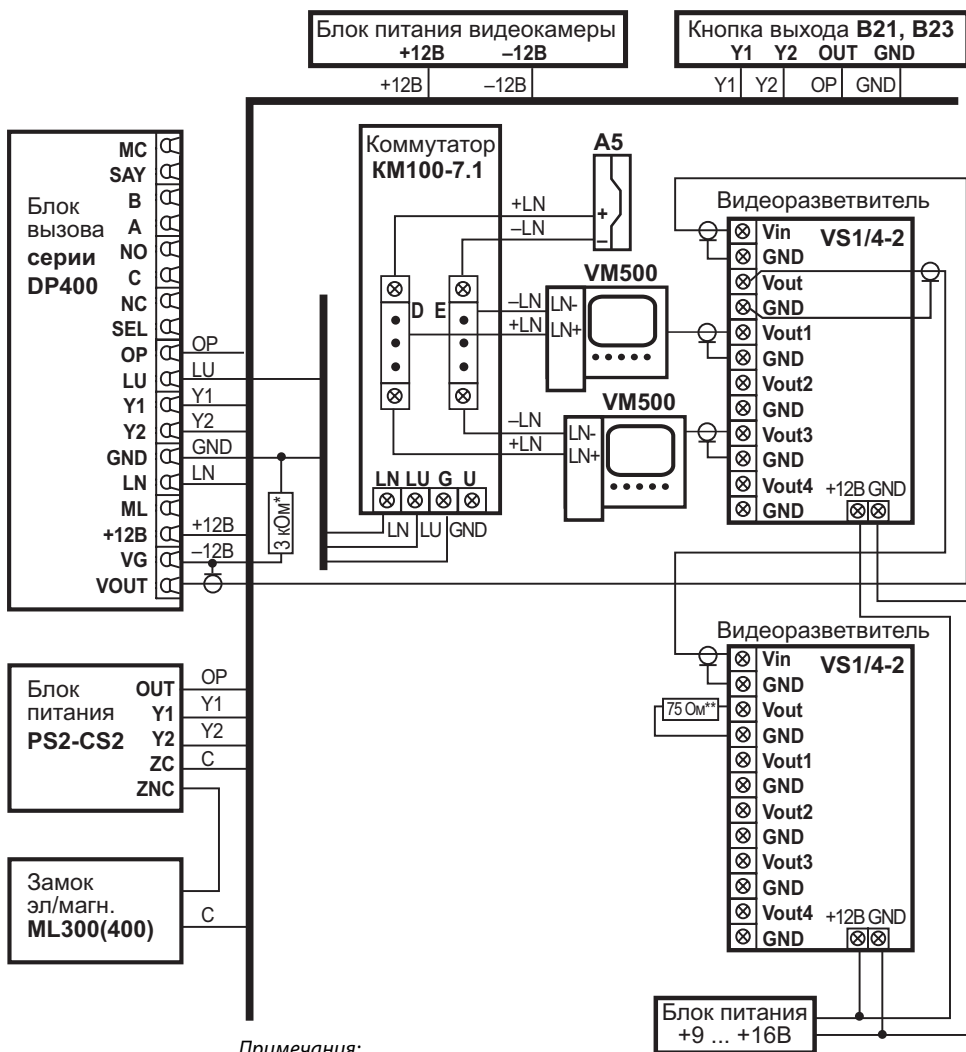 Блок питания видеокамеры
+12В –12В
+12В –12В
Кнопка выхода В21, В23
Y1 Y2 OUT GND
Y1 Y2 OP GND
Блок
вызова
серии
DP400
MC
SAY
B
A
NO
C
NC
SEL
OP
LU
Y1
Y2
GND
LN
ML
+12В
VG
VOUT
OP
LU
Y1
Y2
GND
LN
+12В
–12В
3 кОм*
Коммутатор
КМ100-7.1
D E
LN LU G U
LN LU GND
А5
+
–
+LN
–LN
VM500
–LN LN-
+LN LN+
VM500
–LN LN-
+LN LN+
Видеоразветвитель
VS1/4-2
Vin
GND
Vout
GND
Vout1
GND
Vout2
GND
Vout3
GND
Vout4
GND
+12В GND
Видеоразветвитель
VS1/4-2
Vin
GND
Vout
GND
Vout1
GND
Vout2
GND
Vout3
GND
Vout4
GND
+12В GND
75 Ом**
Блок
питания
PS2-CS2
OUT
Y1
Y2
ZC
ZNC
OP
Y1
Y2
C
Замок
эл/магн.
ML300(400)
C
Блок питания
+9 ... +16В
Примечания: